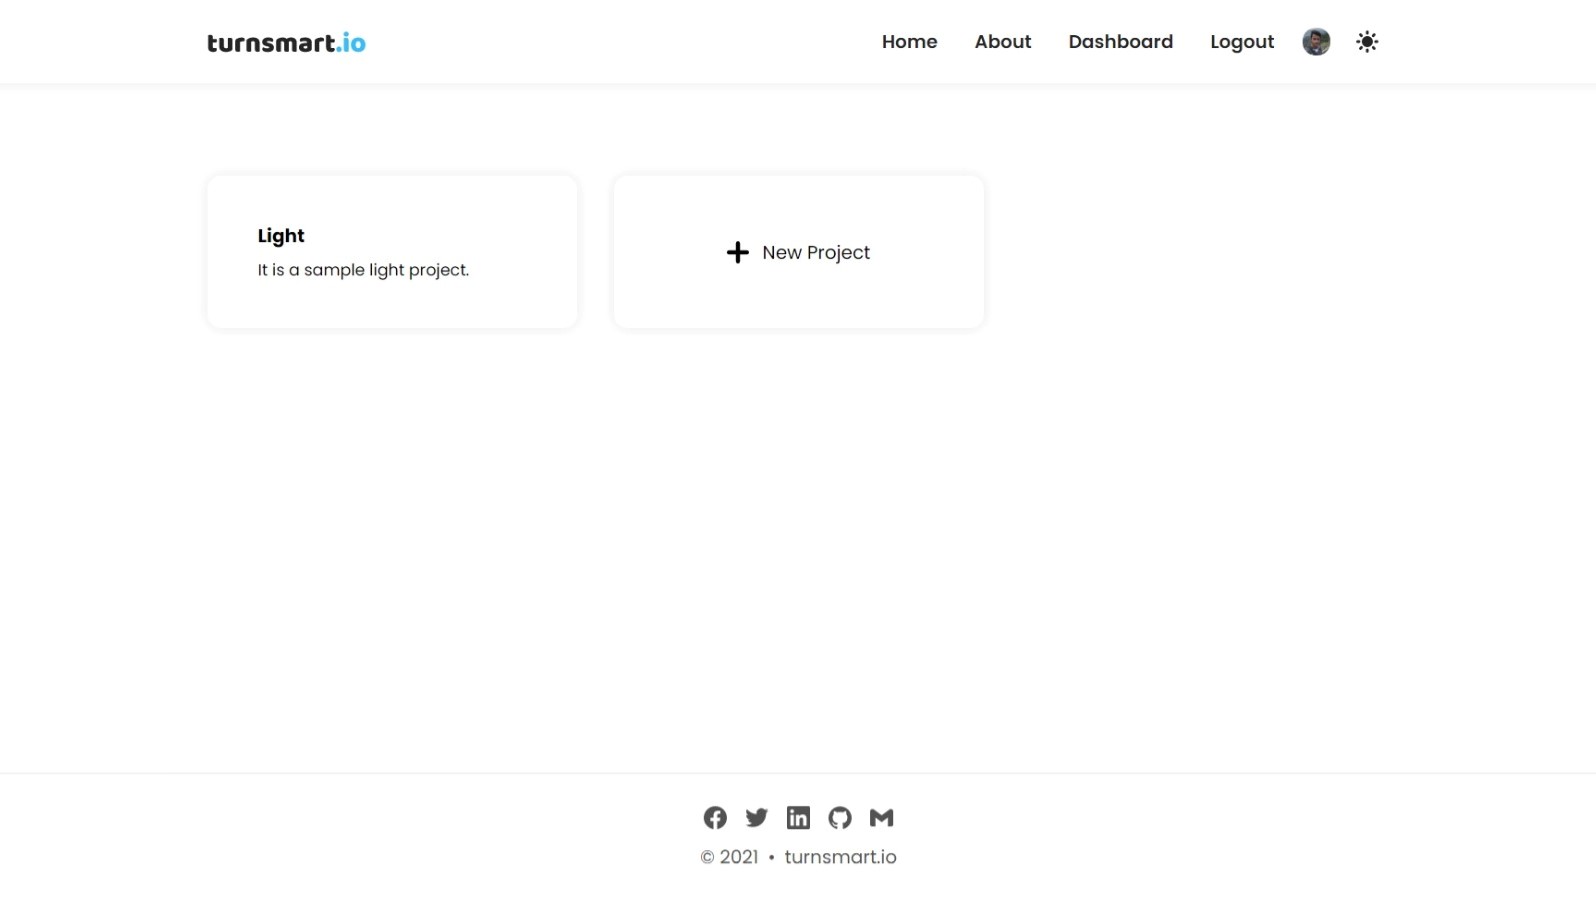 turnsmart.io
Home About Dashboard Logout
Light
It is a sample light project.
New Project
© 2021 • turnsmart.io